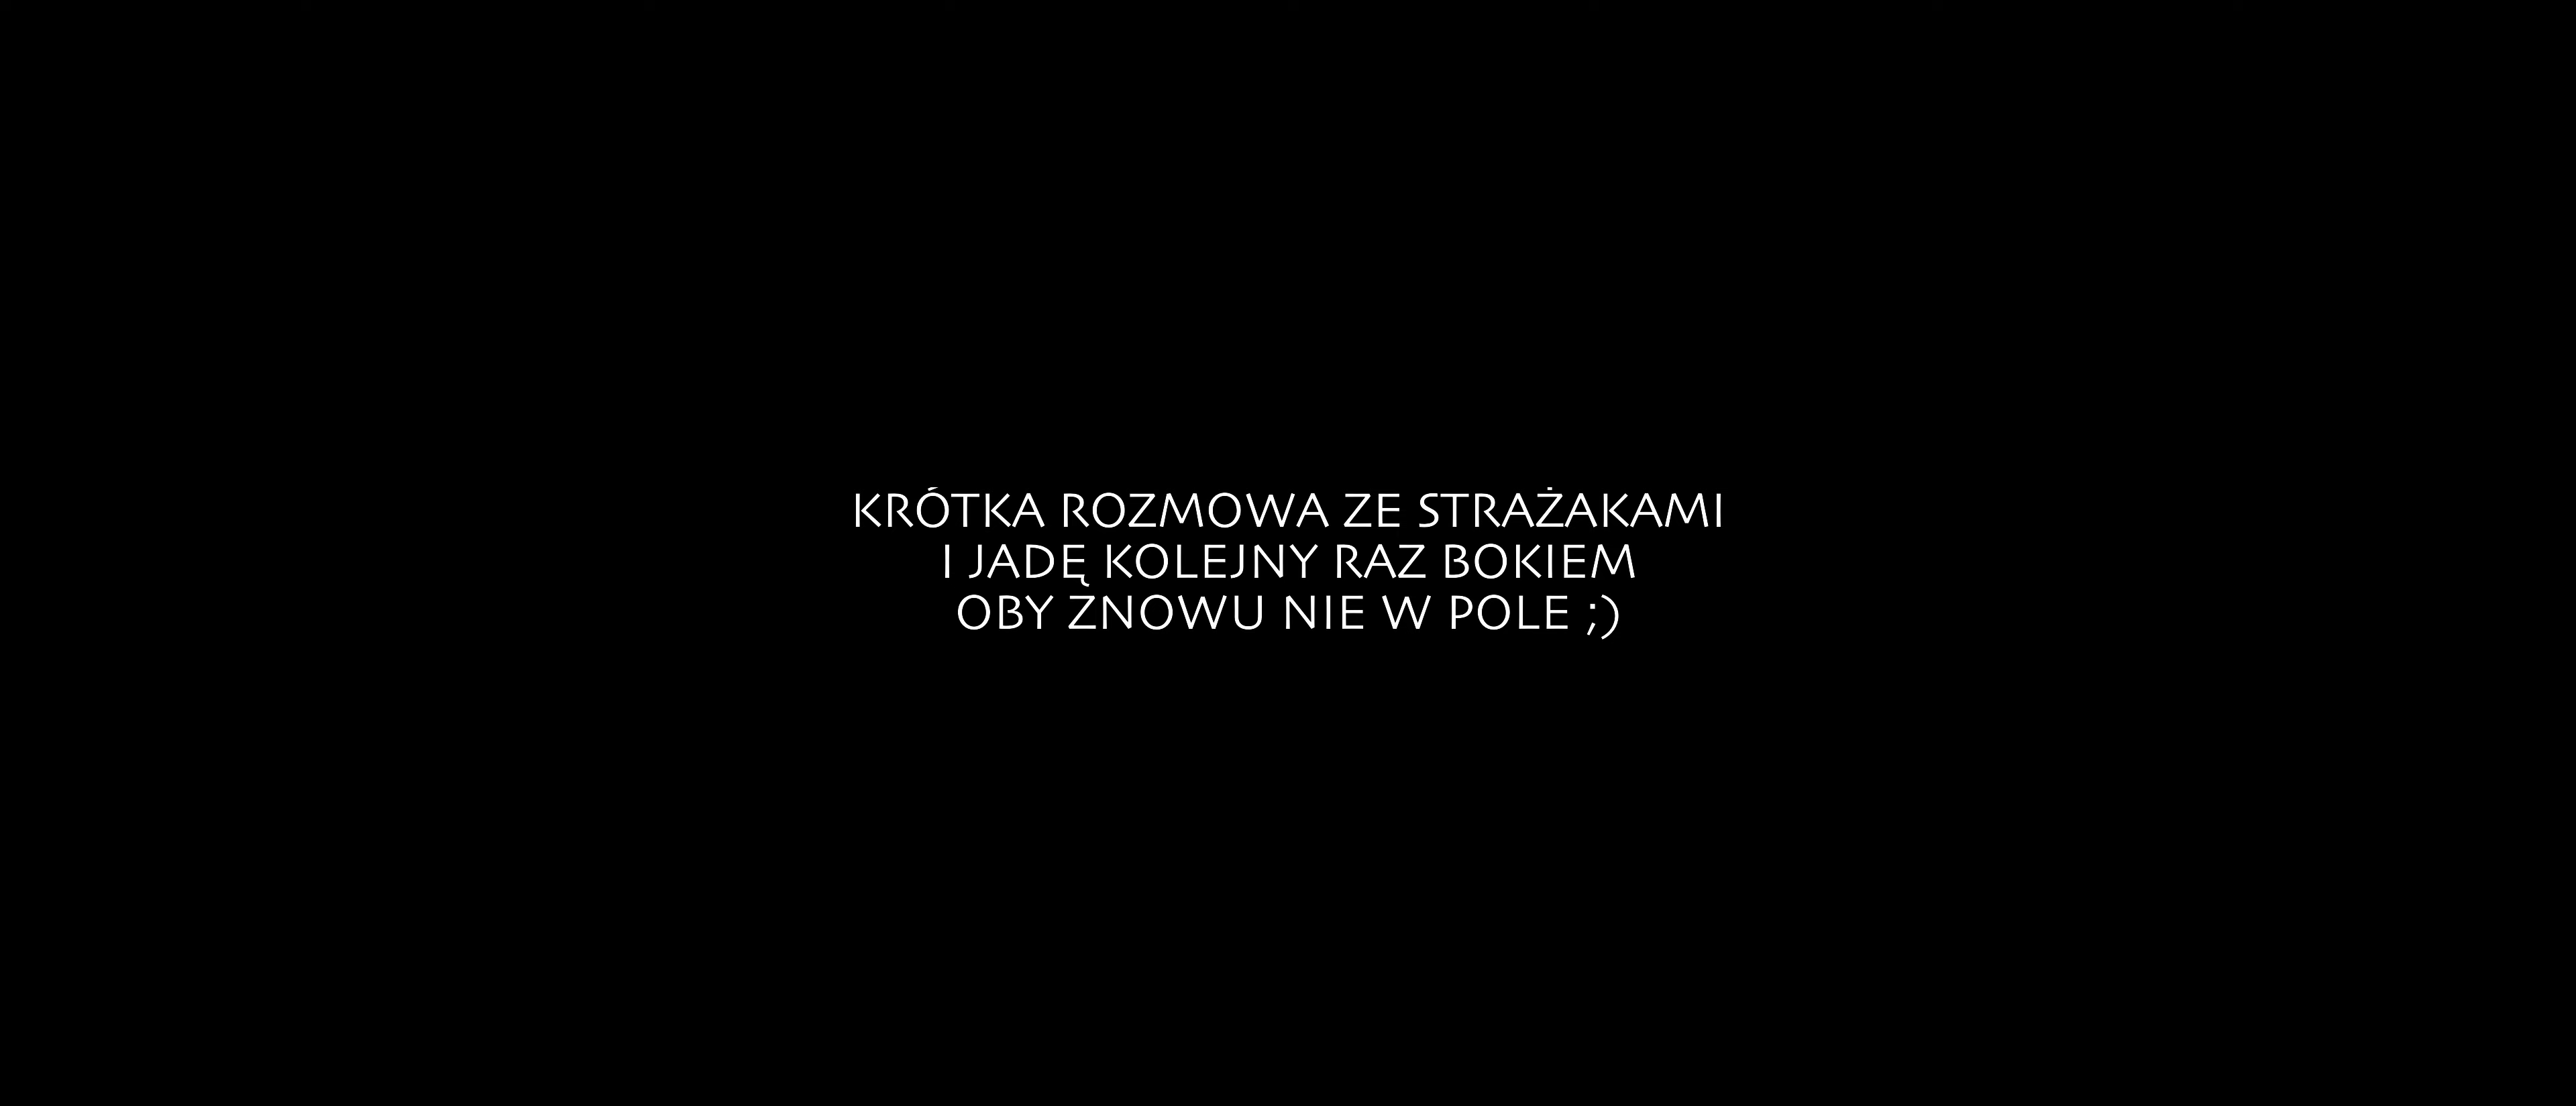 KRÓTKA ROZMOWA ZE STRAŻAKAMI
I JADĘ KOLEJNY RAZ BOKIEM
OBY ZNOWU NIE W POLE ;)